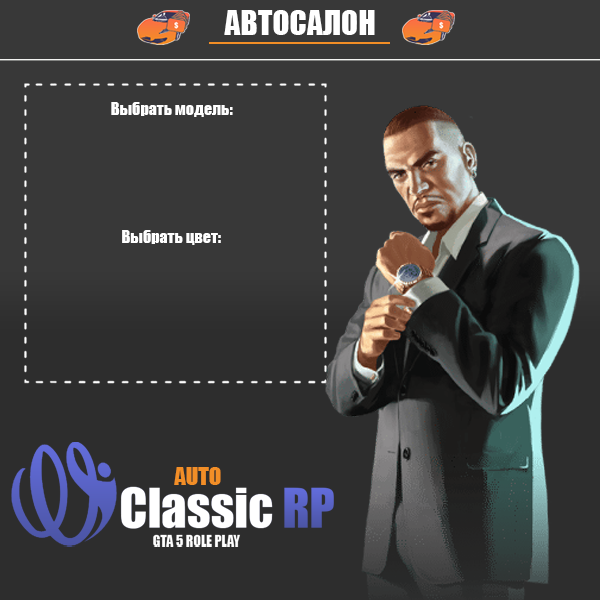 АВТОСАЛОН
Выбрать модель:
Выбрать цвет:
AUTO
Classic RP
GTA 5 ROLE PLAY